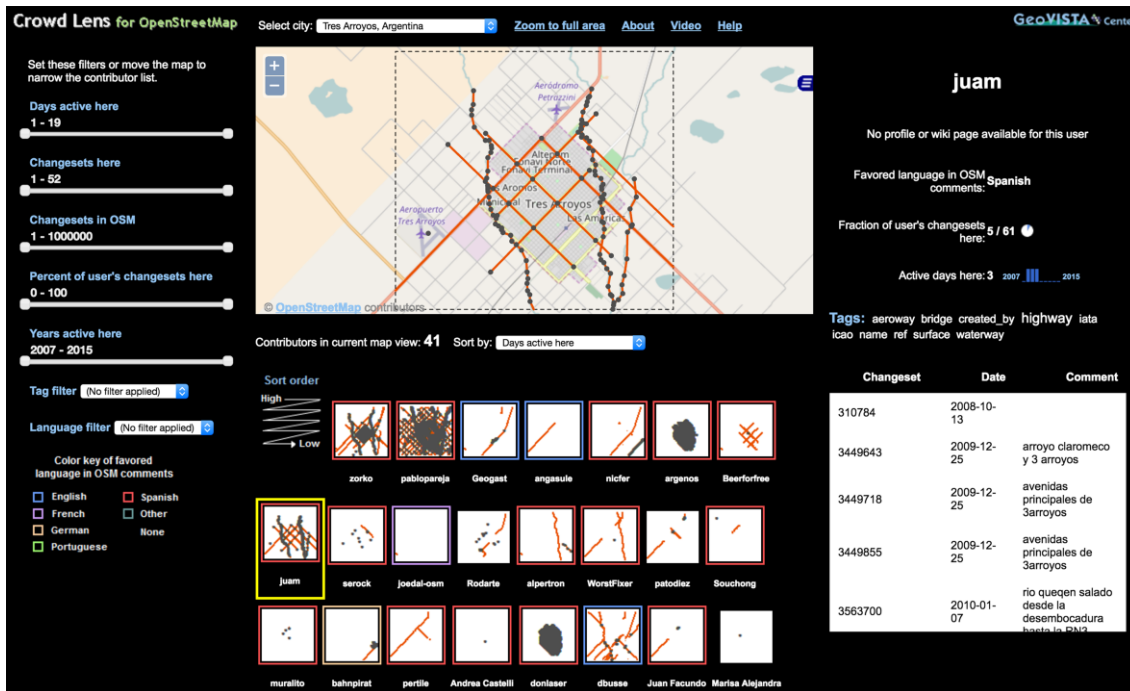 Crowd Lens for OpenStreetMap
Select city: Tres Arroyos, Argentina
Zoom to full area
About
Video
Help
GeoVISTA Cente
Set these filters or move the map to
narrow the contributor list.
Days active here
1 - 19
Changesets here
1 - 52
Changesets in OSM
1 - 1000000
Percent of user's changesets here
0 - 100
Years active here
2007 - 2015
Tag filter (No filter applied)
Language filter (No filter applied)
Color key of favored
language in OSM comments
English
Spanish
French
Other
German
None
Portuguese
+
−
Aeródromo
Petrazzini
Altepam
Fonavi Norte
Fonavi Terminal
Los Aromos
Municipal
Tres Arroyos
Las Américas
Aeropuerto
Tres Arroyos
© OpenStreetMap contributors
Contributors in current map view: 41
Sort by: Days active here
Sort order
High
Low
zorko
pablopareja
Geogast
angasule
nicfer
argenos
Beerforfree
juam
serock
joedal-osm
Rodarte
alpertron
WorstFixer
patodiez
Souchong
muralito
bahnpirat
pertile
Andrea Castelli
donlaser
dbusse
Juan Facundo
Marisa Alejandra
juam
No profile or wiki page available for this user
Favored language in OSM
comments: Spanish
Fraction of user's changesets
here: 5 / 61
Active days here: 3 2007 2015
Tags: aeroway bridge created_by highway iata
icao name ref surface waterway
Changeset Date Comment
310784 2008-10-
13
3449643 2009-12-
25 arroyo claromeco
y 3 arroyos
3449718 2009-12-
25 avenidas
principales de
3arroyos
3449855 2009-12-
25 avenidas
principales de
3arroyos
3563700 2010-01-
07 rio queqen salado
desde la
desembocadura
hasta la RN3